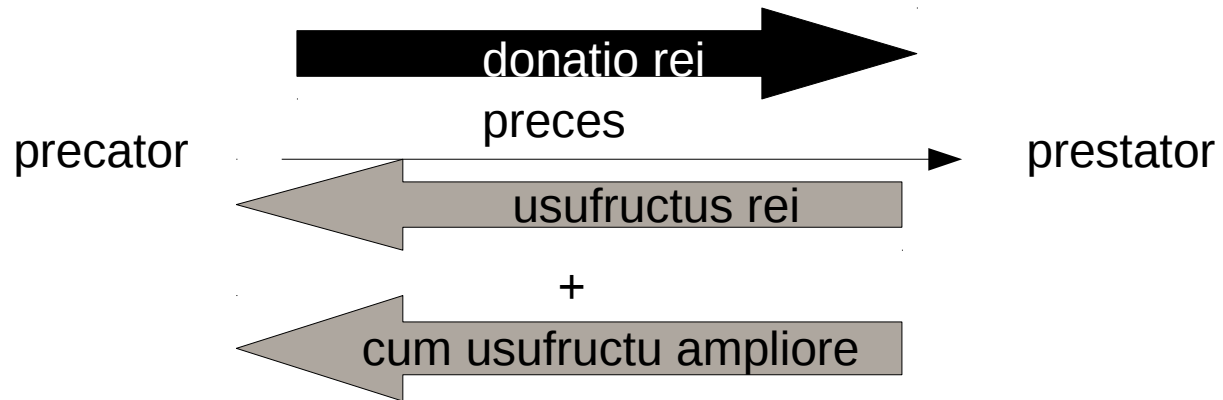 donatio rei
preces
precator
prestator
usufructus rei
+
cum usufructu ampliore